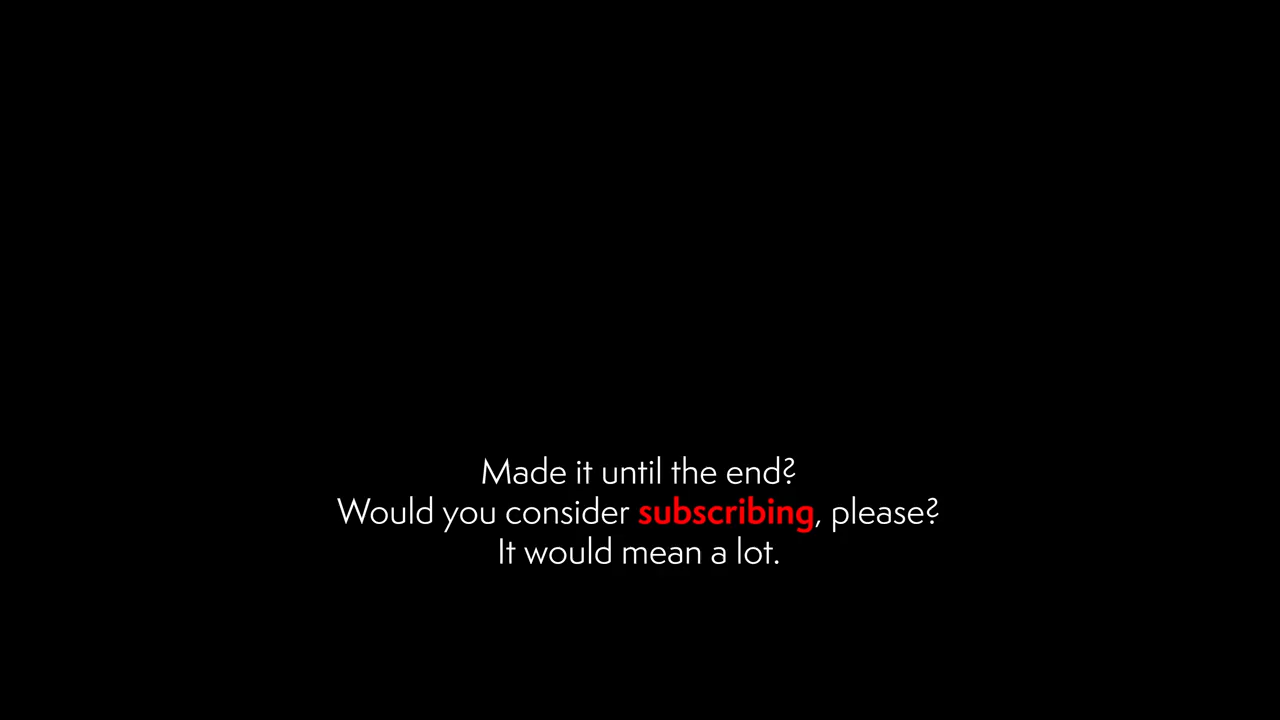 Made it until the end?
Would you consider subscribing, please?
It would mean a lot.